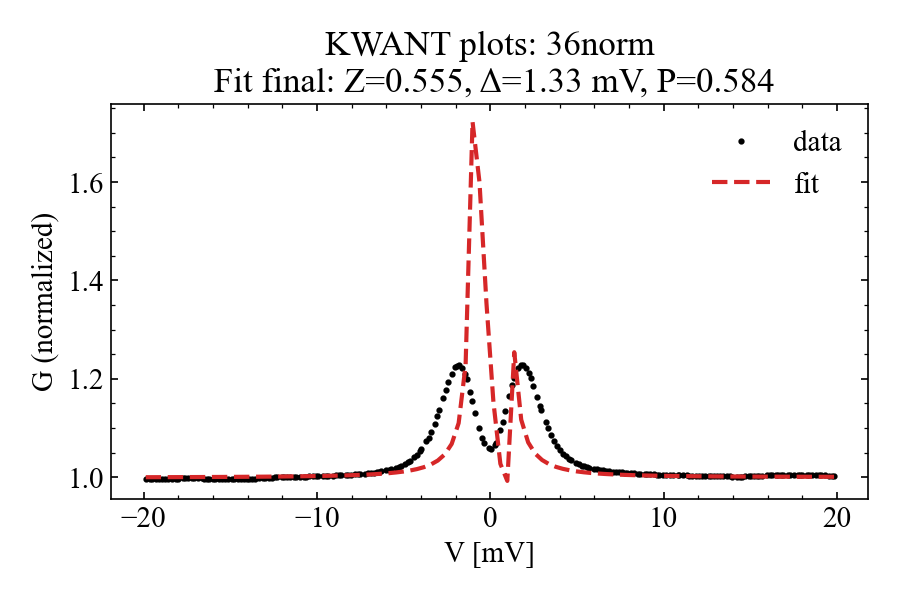 KWANT plots: 36norm
Fit final: Z=0.555, Δ=1.33 mV, P=0.584
data
fit
G (normalized)
1.6
1.4
1.2
1.0
−20
−10
0
10
20
V [mV]